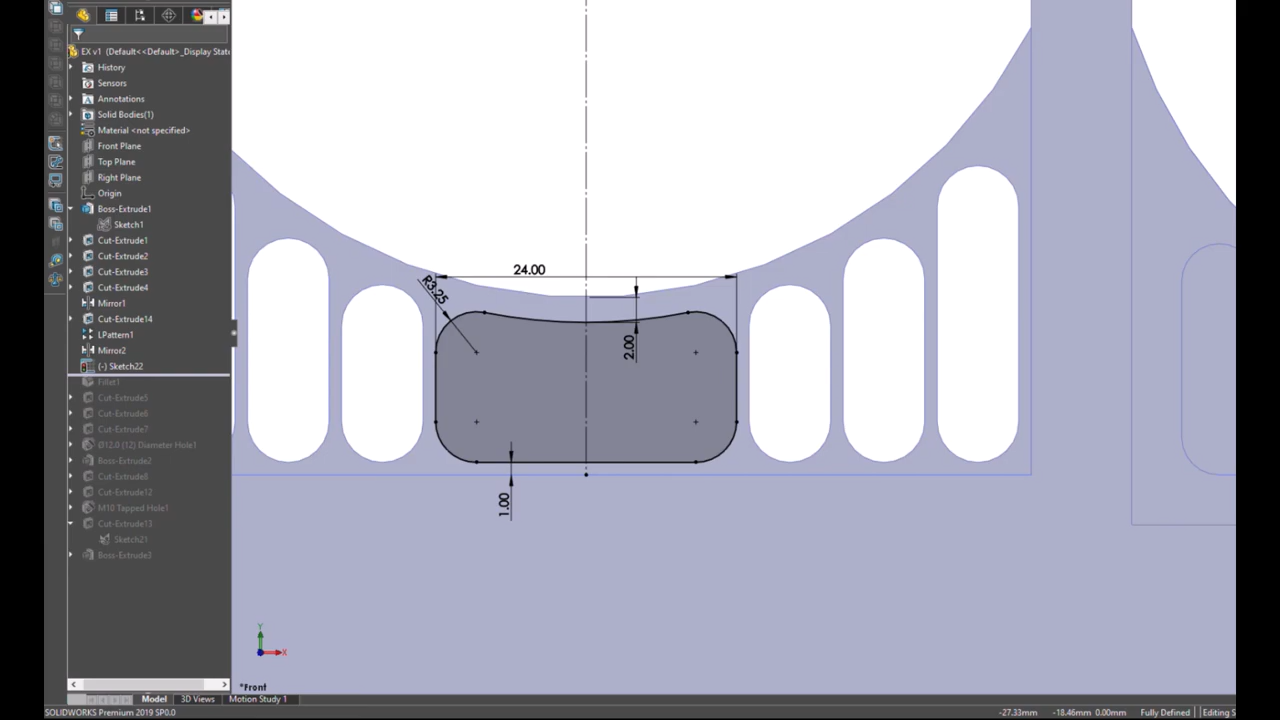 EX v1 (Default<<Default>_Display State
History
Sensors
Annotations
Solid Bodies(1)
Material <not specified>
Front Plane
Top Plane
Right Plane
Origin
Boss-Extrude1
Sketch1
Cut-Extrude1
Cut-Extrude2
Cut-Extrude3
Cut-Extrude4
Mirror1
Cut-Extrude14
LPattern1
Mirror2
(-) Sketch22
Fillet1
Cut-Extrude5
Cut-Extrude6
Cut-Extrude7
Ø12.0 (12) Diameter Hole1
Boss-Extrude2
Cut-Extrude8
Cut-Extrude12
M10 Tapped Hole1
Cut-Extrude13
Sketch21
Boss-Extrude3
24.00
R3.25
2.00
1.00
Y
X
*Front
Model
3D Views
Motion Study 1
SOLIDWORKS Premium 2019 SP0.0
-27.33mm
-18.46mm 0.00mm
Fully Defined
Editing S